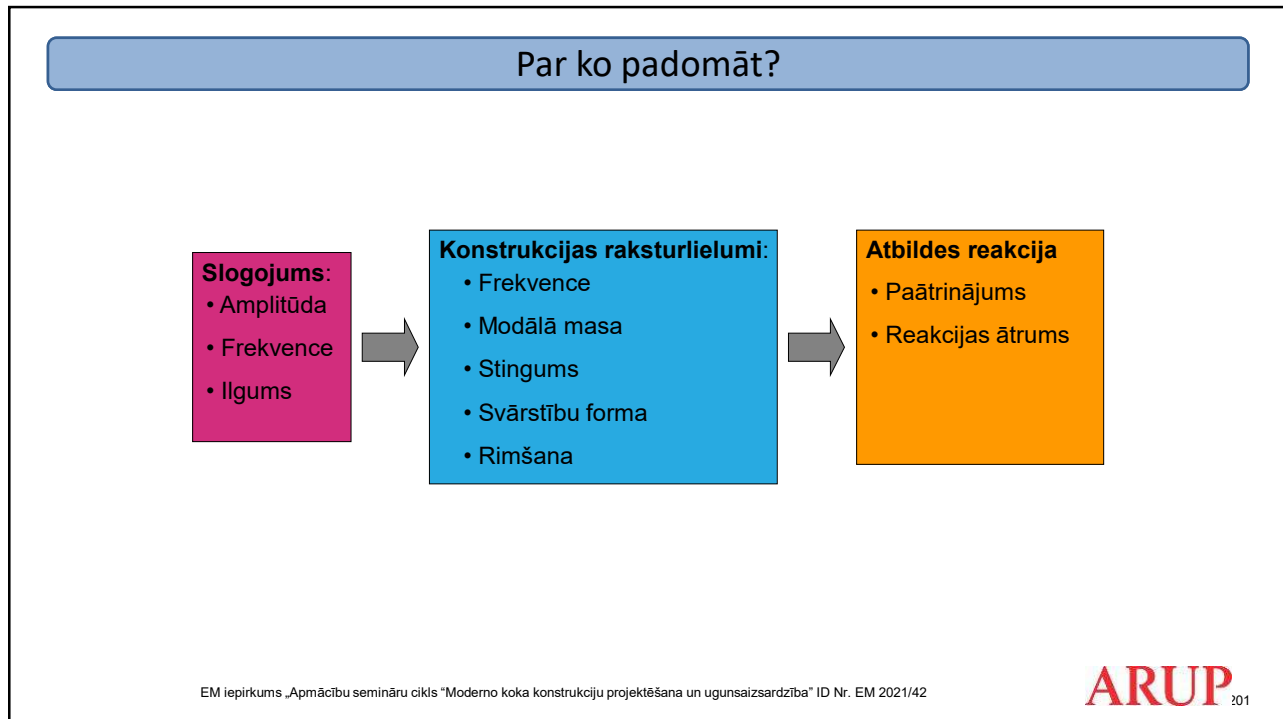 Par ko padomāt?
Slogojums:
• Amplitūda
• Frekvence
• Ilgums
Konstrukcijas raksturlielumi:
• Frekvence
• Modālā masa
• Stingums
• Svārstību forma
• Rimšana
Atbildes reakcija
• Paātrinājums
• Reakcijas ātrums
EM iepirkums „Apmācību semināru cikls “Moderno koka konstrukciju projektēšana un ugunsaizsardzība” ID Nr. EM 2021/42
ARUP
201